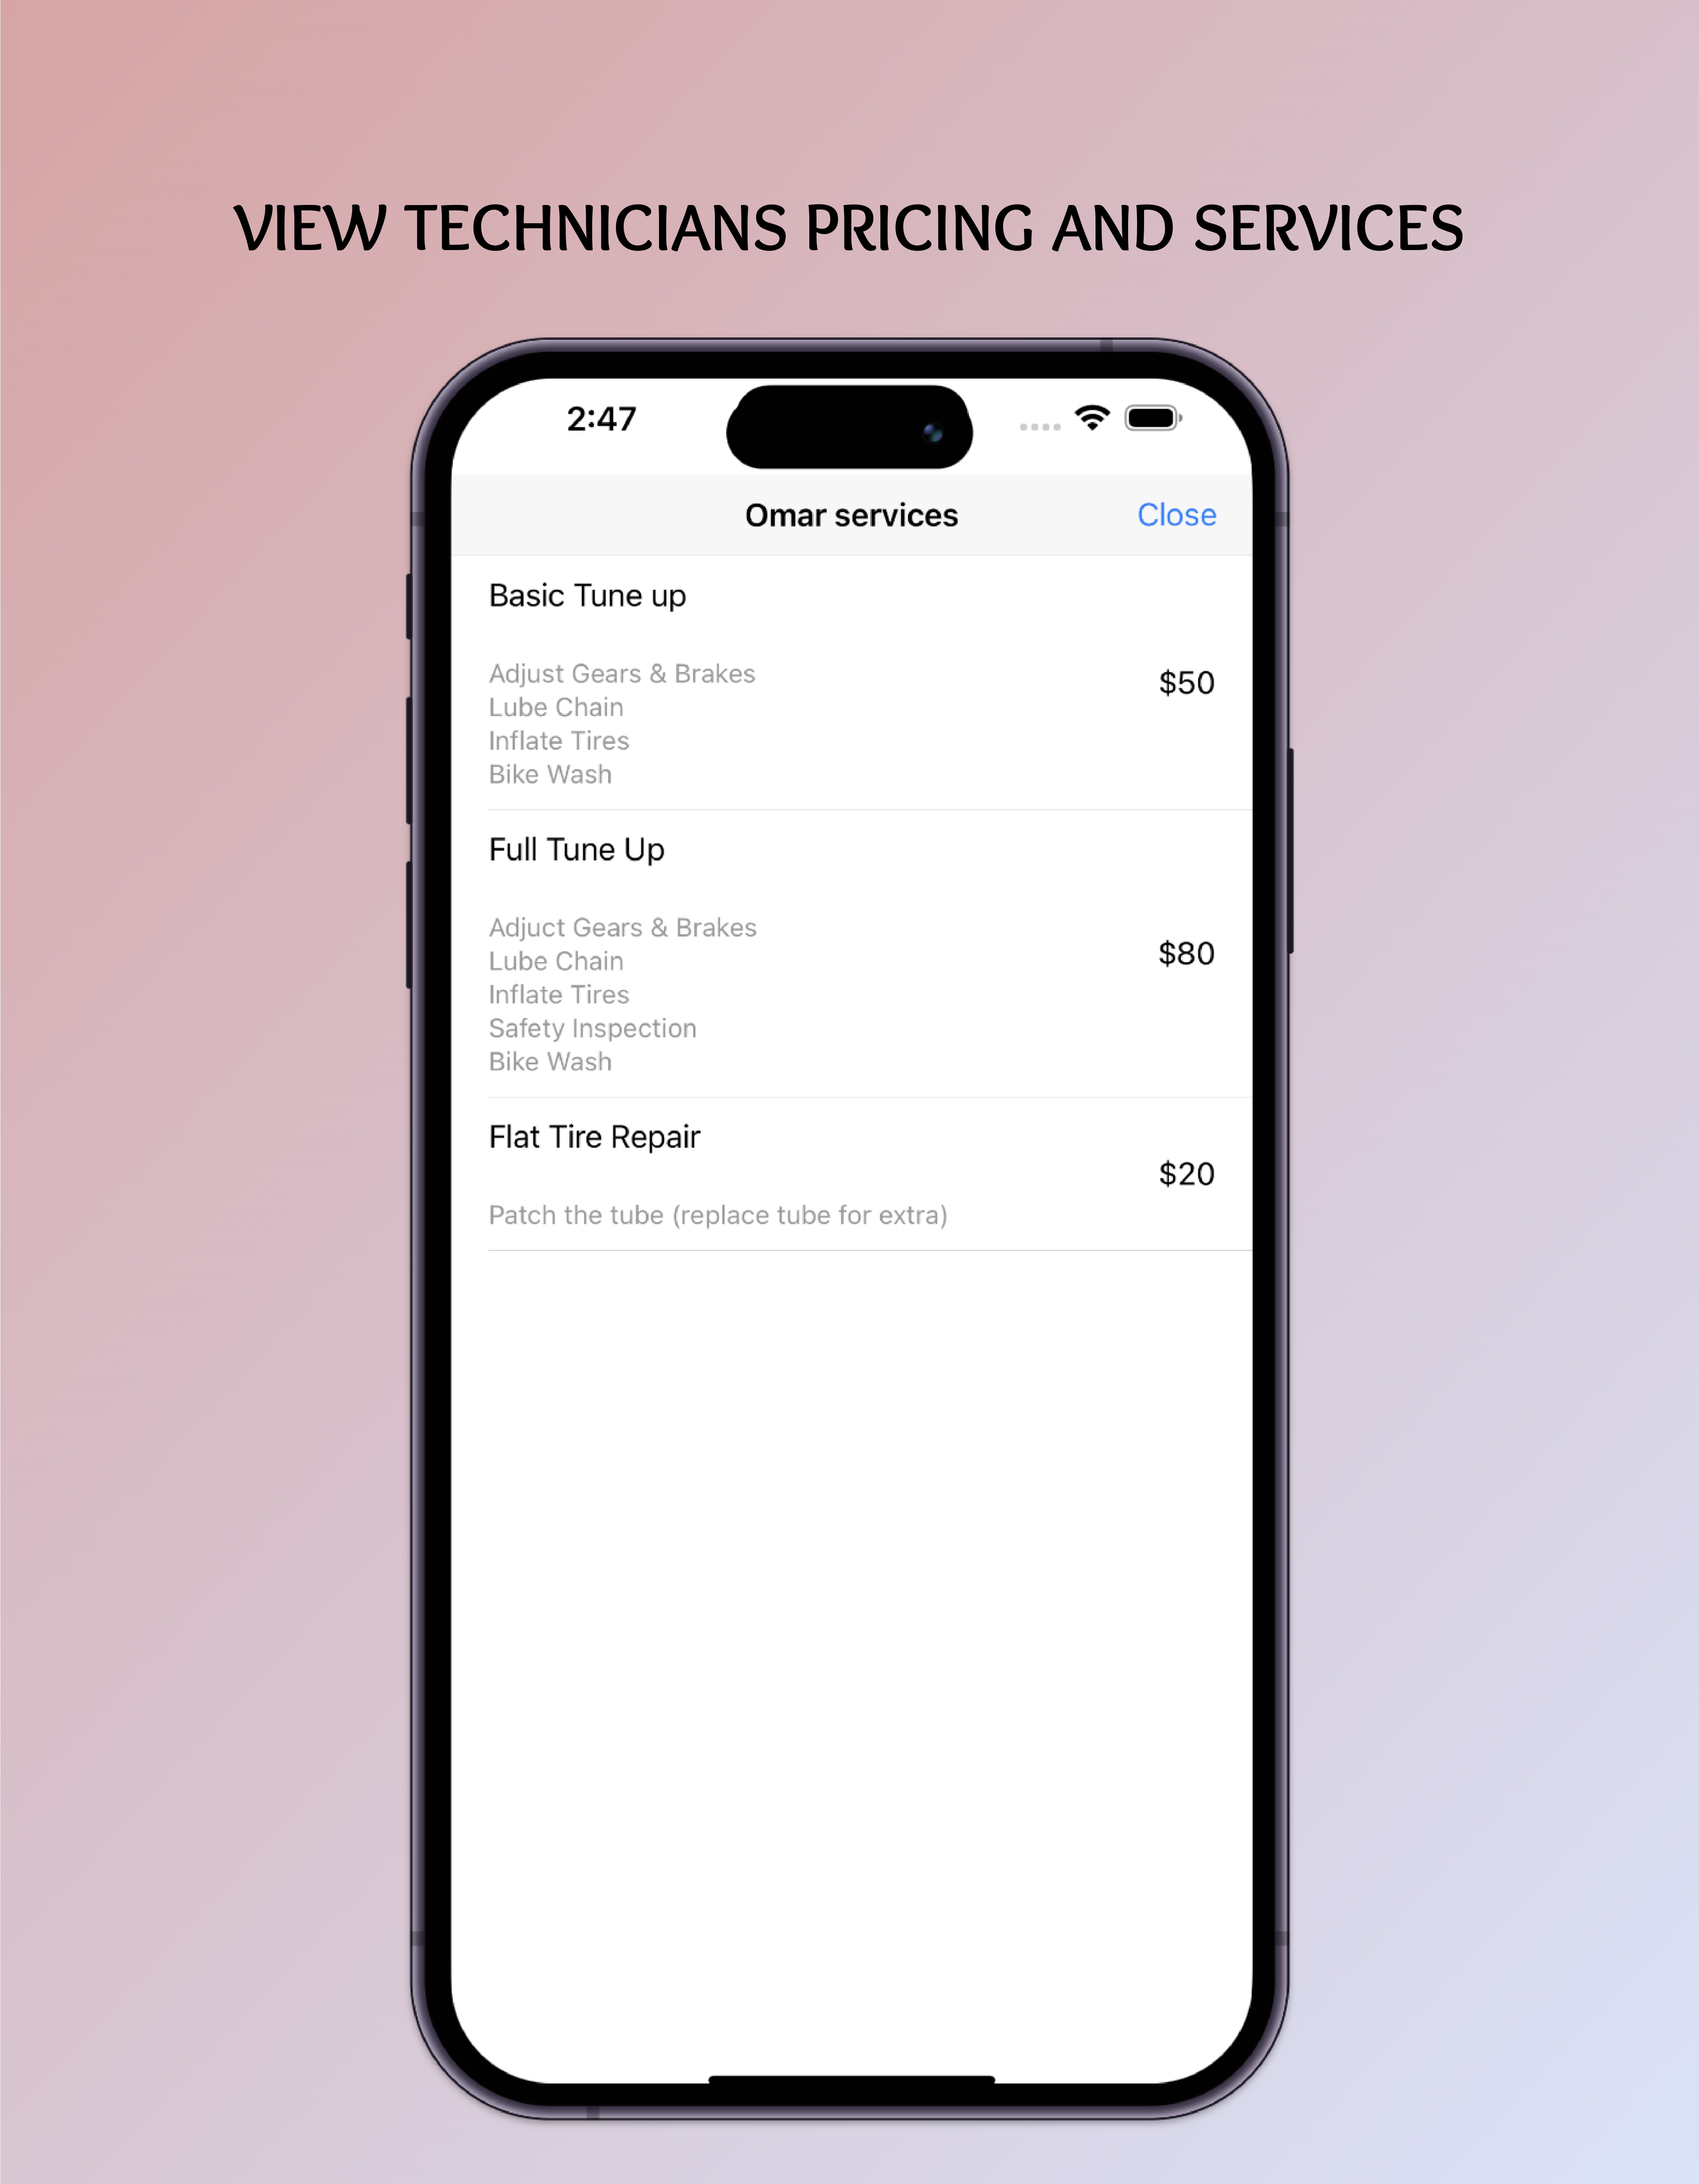 VIEW TECHNICIANS PRICING AND SERVICES
2:47
Omar services
Close
Basic Tune up
Adjust Gears & Brakes
$50
Lube Chain
Inflate Tires
Bike Wash
Full Tune Up
Adjuct Gears & Brakes
$80
Lube Chain
Inflate Tires
Safety Inspection
Bike Wash
Flat Tire Repair
$20
Patch the tube (replace tube for extra)